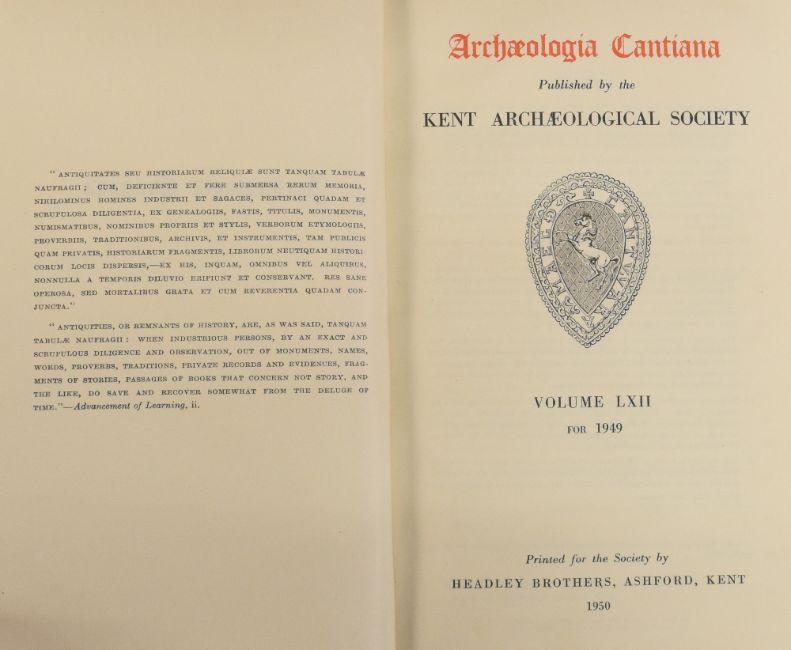 " ANTIQUITATES SEU HISTORIARUM RELIQUIÆ SUNT TANQUAM TABULÆ
NAUFRAGII ; CUM, DEFICIENTE ET FERE SUBMERSA RERUM MEMORIA,
NIHILOMINUS HOMINES INDUSTRII ET SAGACES, PERTINACI QUADAM ET
SCRUPULOSA DILIGENTIA, EX GENEALOGIIS, FASTIS, TITULIS, MONUMENTIS,
NUMISMATIBUS, NOMINIBUS PROPRIIS ET STYLIS, VERBORUM ETYMOLOGIIS,
PROVERBIIS, TRADITIONIBUS, ARCHIVIS, ET INSTRUMENTIS, TAM PUBLICIS
QUAM PRIVATIS, HISTORIARUM FRAGMENTIS, LIBRORUM NEUTIQUAM HISTORI-
CORUM LOCIS DISPERSIS,—EX HIS, INQUAM, OMNIBUS VEL ALIQUIBUS,
NONNULLA A TEMPORIS DILUVIO ERIPIUNT ET CONSERVANT. RES SANE
OPEROSA, SED MORTALIBUS GRATA ET CUM REVERENTIA QUADAM CON-
JUNCTA."
" ANTIQUITIES, OR REMNANTS OF HISTORY, ARE, AS WAS SAID, TANQUAM
TABULÆ NAUFRAGII : WHEN INDUSTRIOUS PERSONS, BY AN EXACT AND
SCRUPULOUS DILIGENCE AND OBSERVATION, OUT OF MONUMENTS, NAMES,
WORDS, PROVERBS, TRADITIONS, PRIVATE RECORDS AND EVIDENCES, FRAG-
MENTS OF STORIES, PASSAGES OF BOOKS THAT CONCERN NOT STORY, AND
THE LIKE, DO SAVE AND RECOVER SOMEWHAT FROM THE DELUGE OF
TIME."—Advancement of Learning, ii.
Archæologia Cantiana
Published by the
KENT ARCHÆOLOGICAL SOCIETY
VOLUME LXII
FOR 1949
Printed for the Society by
HEADLEY BROTHERS, ASHFORD, KENT
1950